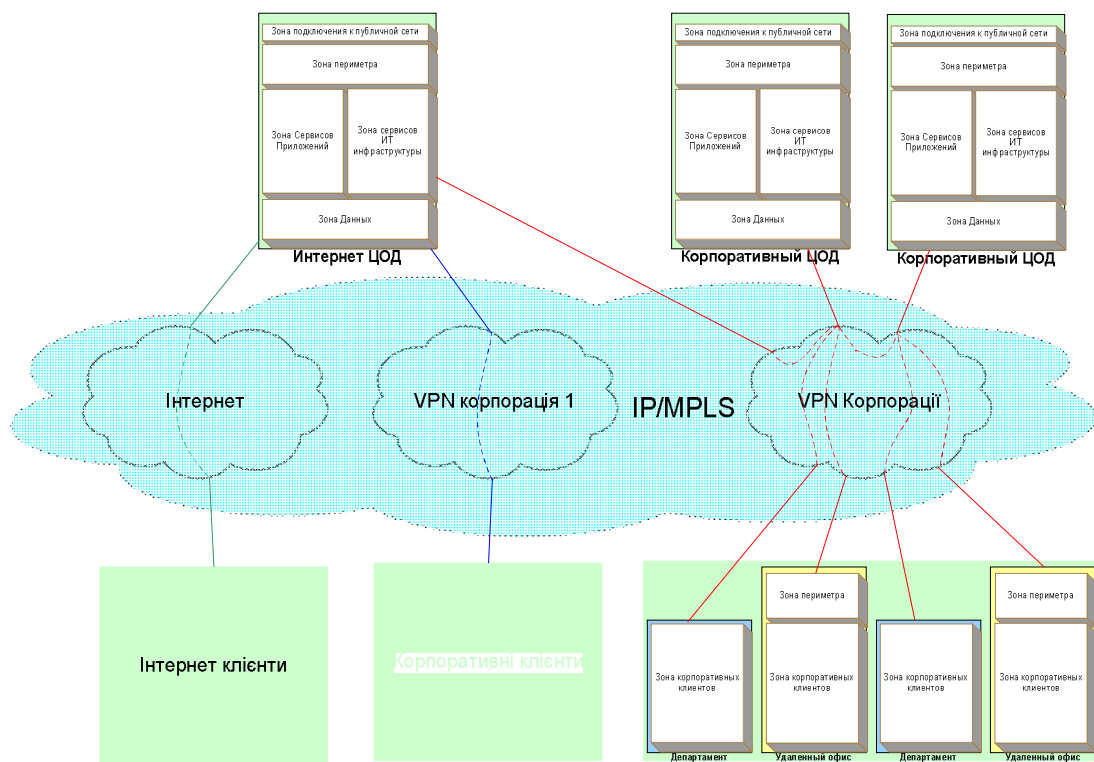 Зона подключения к публичной сети
Зона периметра
Зона Сервисов
Приложений
Зона сервисов
ИТ
инфраструктуры
Зона Данных
Интернет ЦОД
Зона подключения к публичной сети
Зона периметра
Зона Сервисов
Приложений
Зона сервисов
ИТ
инфраструктуры
Зона Данных
Корпоративный ЦОД
Зона подключения к публичной сети
Зона периметра
Зона Сервисов
Приложений
Зона сервисов
ИТ
инфраструктуры
Зона Данных
Корпоративный ЦОД
Інтернет
VPN корпорація 1
IP/MPLS
VPN Корпорації
Інтернет клієнти
Корпоративні клієнти
Зона корпоративных
клиентов
Департамент
Зона периметра
Зона корпоративных
клиентов
Удаленный офис
Зона корпоративных
клиентов
Департамент
Зона периметра
Зона корпоративных
клиентов
Удаленный офис